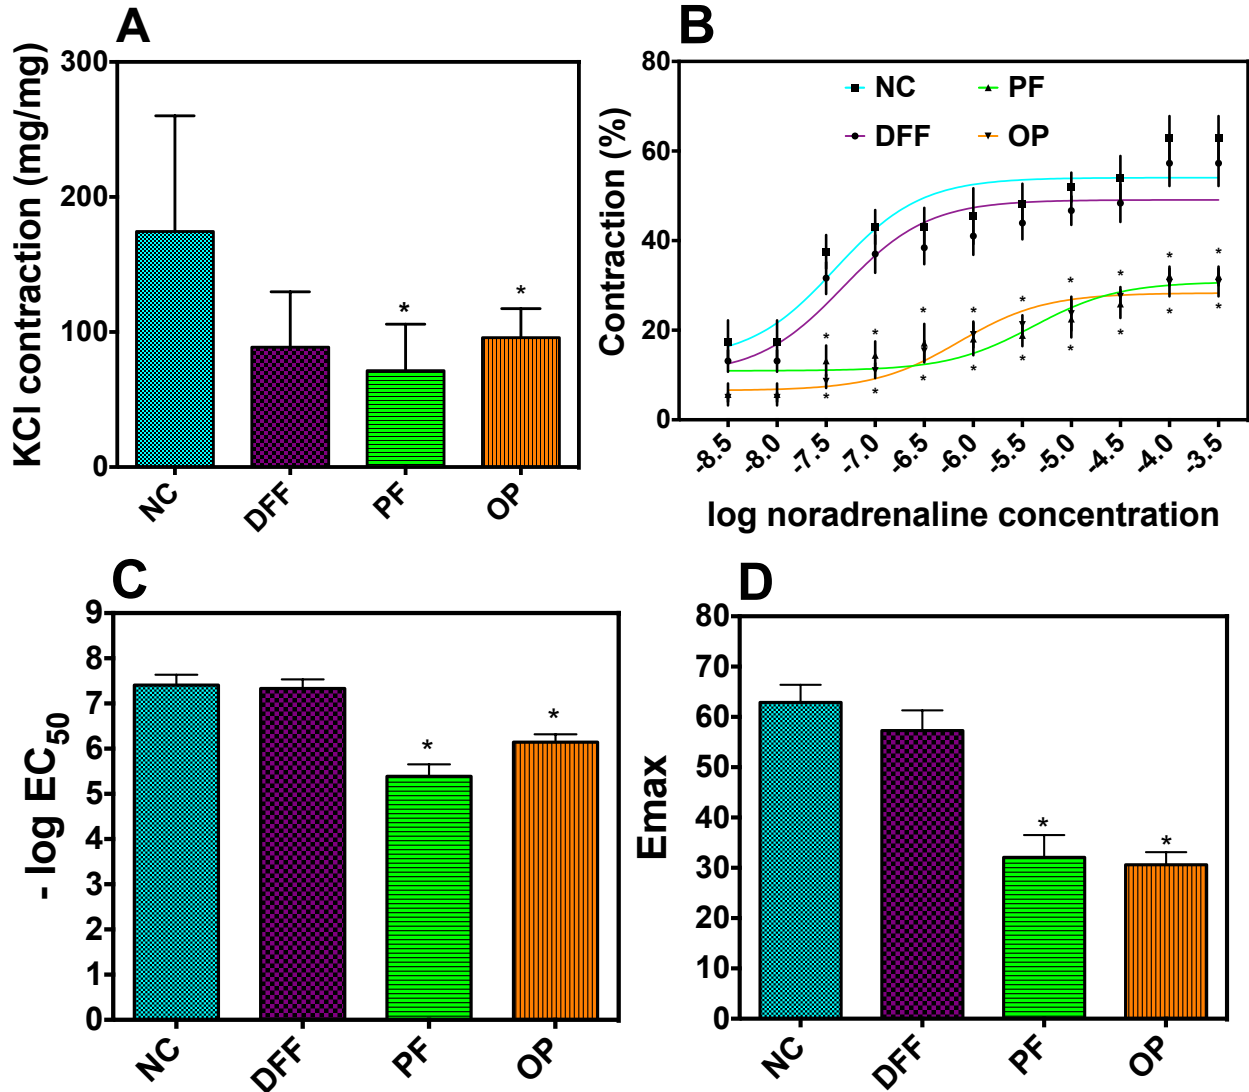 A
KCl contraction (mg/mg)
300
200
100
0
* *
NC DFF PF OP
B
Contraction (%)
80
60
40
20
0
NC PF
DFF OP
* * * * * * * * *
* * * * * * * * *
-8.5 -8.0 -7.5 -7.0 -6.5 -6.0 -5.5 -5.0 -4.5 -4.0 -3.5
log noradrenaline concentration
C
- log EC50
9
8
7
6
5
4
3
2
1
0
* *
NC DFF PF OP
D
Emax
80
70
60
50
40
30
20
10
0
* *
NC DFF PF OP